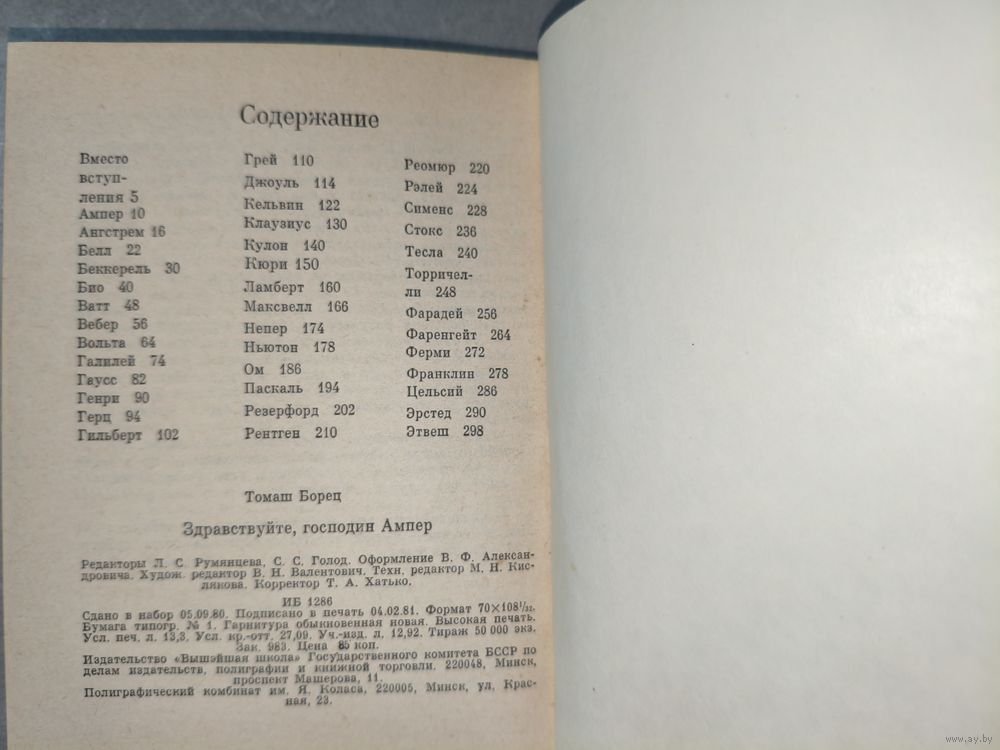 Содержание
Вместо
вступ-
ления 5
Ампер 10
Ангстрем 16
Белл 22
Беккерель 30
Био 40
Ватт 48
Вебер 56
Вольта 64
Галилей 74
Гаусс 82
Генри 90
Герц 94
Гильберт 102
Грей 110
Джоуль 114
Кельвин 122
Клаузиус 130
Кулон 140
Кюри 150
Ламберт 160
Максвелл 166
Непер 174
Ньютон 178
Ом 186
Паскаль 194
Резерфорд 202
Рентген 210
Реомюр 220
Рэлей 224
Сименс 228
Стокс 236
Тесла 240
Торричел-
ли 248
Фарадей 256
Фаренгейт 264
Ферми 272
Франклин 278
Цельсий 286
Эрстед 290
Этвеш 298
Томаш Борец
Здравствуйте, господин Ампер
Редакторы Л. С. Румянцева, С. С. Голод. Оформление В. Ф. Алексан-
дровича. Худож. редактор В. Н. Валентович. Техн. редактор М. Н. Кис-
лякова. Корректор Т. А. Хатько.
ИБ 1286
Сдано в набор 05.09.80. Подписано в печать 04.02.81. Формат 70×108¹/₃₂.
Бумага типогр. № 1. Гарнитура обыкновенная новая. Высокая печать.
Усл. печ. л. 13,3. Усл. кр.-отт. 27,09. Уч.-изд. л. 12,92. Тираж 50 000 экз.
Зак. 983. Цена 85 коп.
Издательство «Вышэйшая школа» Государственного комитета БССР по
делам издательств, полиграфии и книжной торговли. 220048, Минск,
проспект Машерова, 11.
Полиграфический комбинат им. Я. Коласа. 220005, Минск, ул. Крас-
ная, 23.
www.ay.by